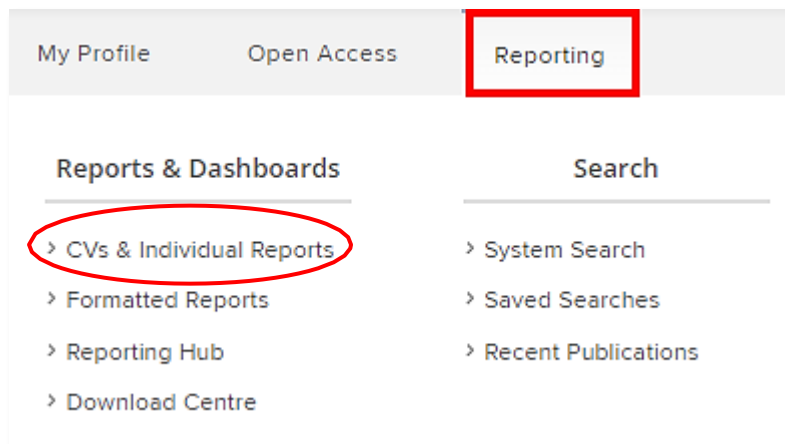 My Profile Open Access Reporting
Reports & Dashboards
> CVs & Individual Reports
> Formatted Reports
> Reporting Hub
> Download Centre
Search
> System Search
> Saved Searches
> Recent Publications